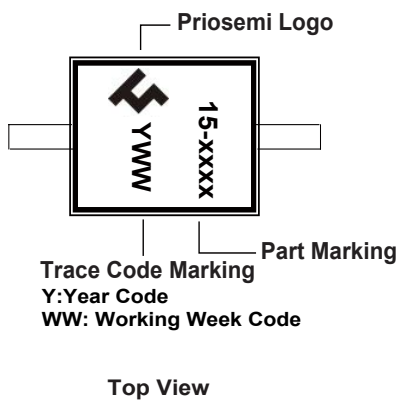 Priosemi Logo
YWW
15-xxxx
Part Marking
Trace Code Marking
Y:Year Code
WW: Working Week Code
Top View